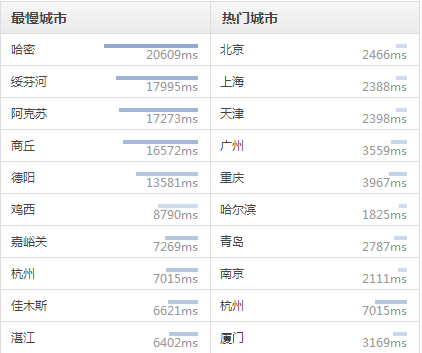 最慢城市 热门城市
哈密 20609ms 北京 2466ms
绥芬河 17995ms 上海 2388ms
阿克苏 17273ms 天津 2398ms
商丘 16572ms 广州 3559ms
德阳 13581ms 重庆 3967ms
鸡西 8790ms 哈尔滨 1825ms
嘉峪关 7269ms 青岛 2787ms
杭州 7015ms 南京 2111ms
佳木斯 6621ms 杭州 7015ms
湛江 6402ms 厦门 3169ms